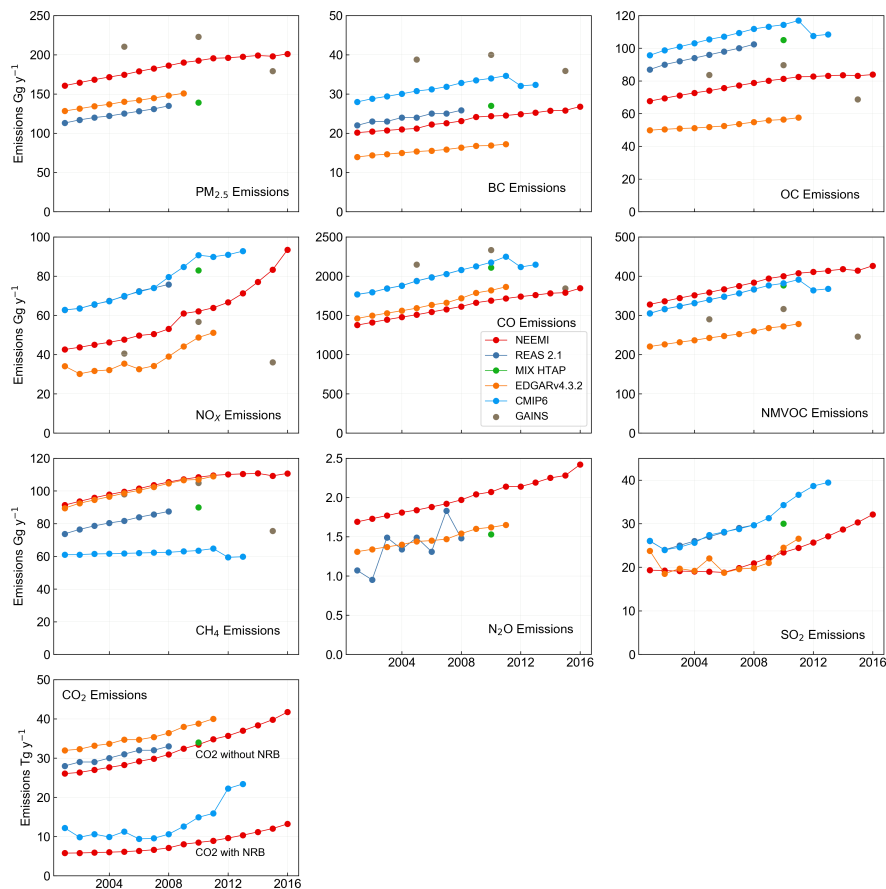 250
200
150
100
50
0
Emissions Gg y⁻¹
PM₂.₅ Emissions
50
40
30
20
10
0
BC Emissions
120
100
80
60
40
20
0
OC Emissions
100
80
60
40
20
0
Emissions Gg y⁻¹
NOₓ Emissions
2500
2000
1500
1000
500
0
CO Emissions
NEEMI
REAS 2.1
MIX HTAP
EDGARv4.3.2
CMIP6
GAINS
500
400
300
200
100
0
NMVOC Emissions
120
100
80
60
40
20
0
Emissions Gg y⁻¹
CH₄ Emissions
2.5
2.0
1.5
1.0
0.5
0.0
N₂O Emissions
2004 2008 2012 2016
40
30
20
10
0
SO₂ Emissions
2004 2008 2012 2016
50
40
30
20
10
0
Emissions Tg y⁻¹
CO₂ Emissions
CO2 without NRB
CO2 with NRB
2004 2008 2012 2016